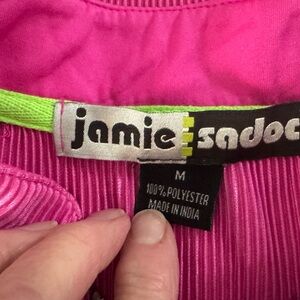 jamie sadoc
M
100% POLYESTER
MADE IN INDIA